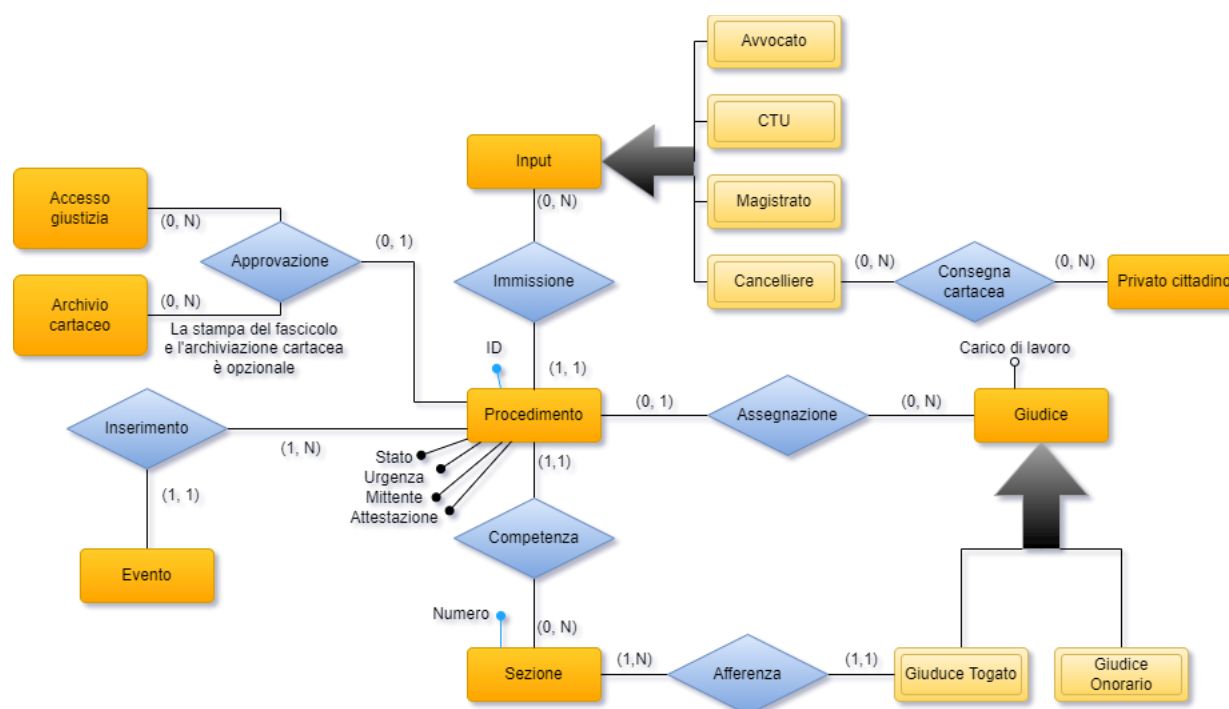 Avvocato
CTU
Input
Magistrato
Accesso
giustizia
(0, N)
(0, N)
(0, 1)
Approvazione
Immissione
Cancelliere
(0, N)
Consegna
cartacea
(0, N)
Privato cittadino
Archivio
cartaceo
(0, N)
La stampa del fascicolo
e l'archiviazione cartacea
è opzionale
ID
(1, 1)
Carico di lavoro
Inserimento
(1, N)
Procedimento
(0, 1)
Assegnazione
(0, N)
Giudice
Stato
Urgenza
Mittente
Attestazione
(1,1)
(1, 1)
Competenza
Evento
Numero
(0, N)
Sezione
(1,N)
Afferenza
(1,1)
Giuduce Togato
Giudice
Onorario